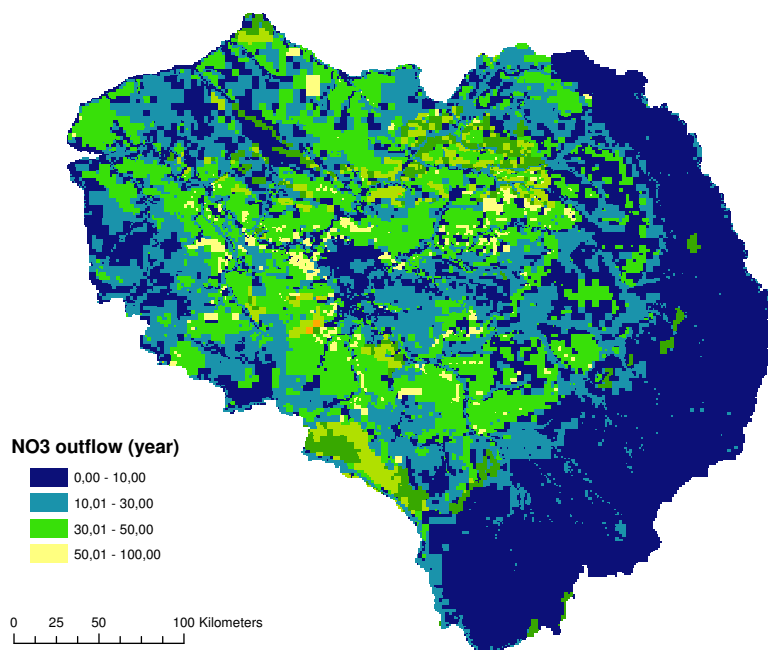 NO3 outflow (year)
0,00 - 10,00
10,01 - 30,00
30,01 - 50,00
50,01 - 100,00
0 25 50 100 Kilometers